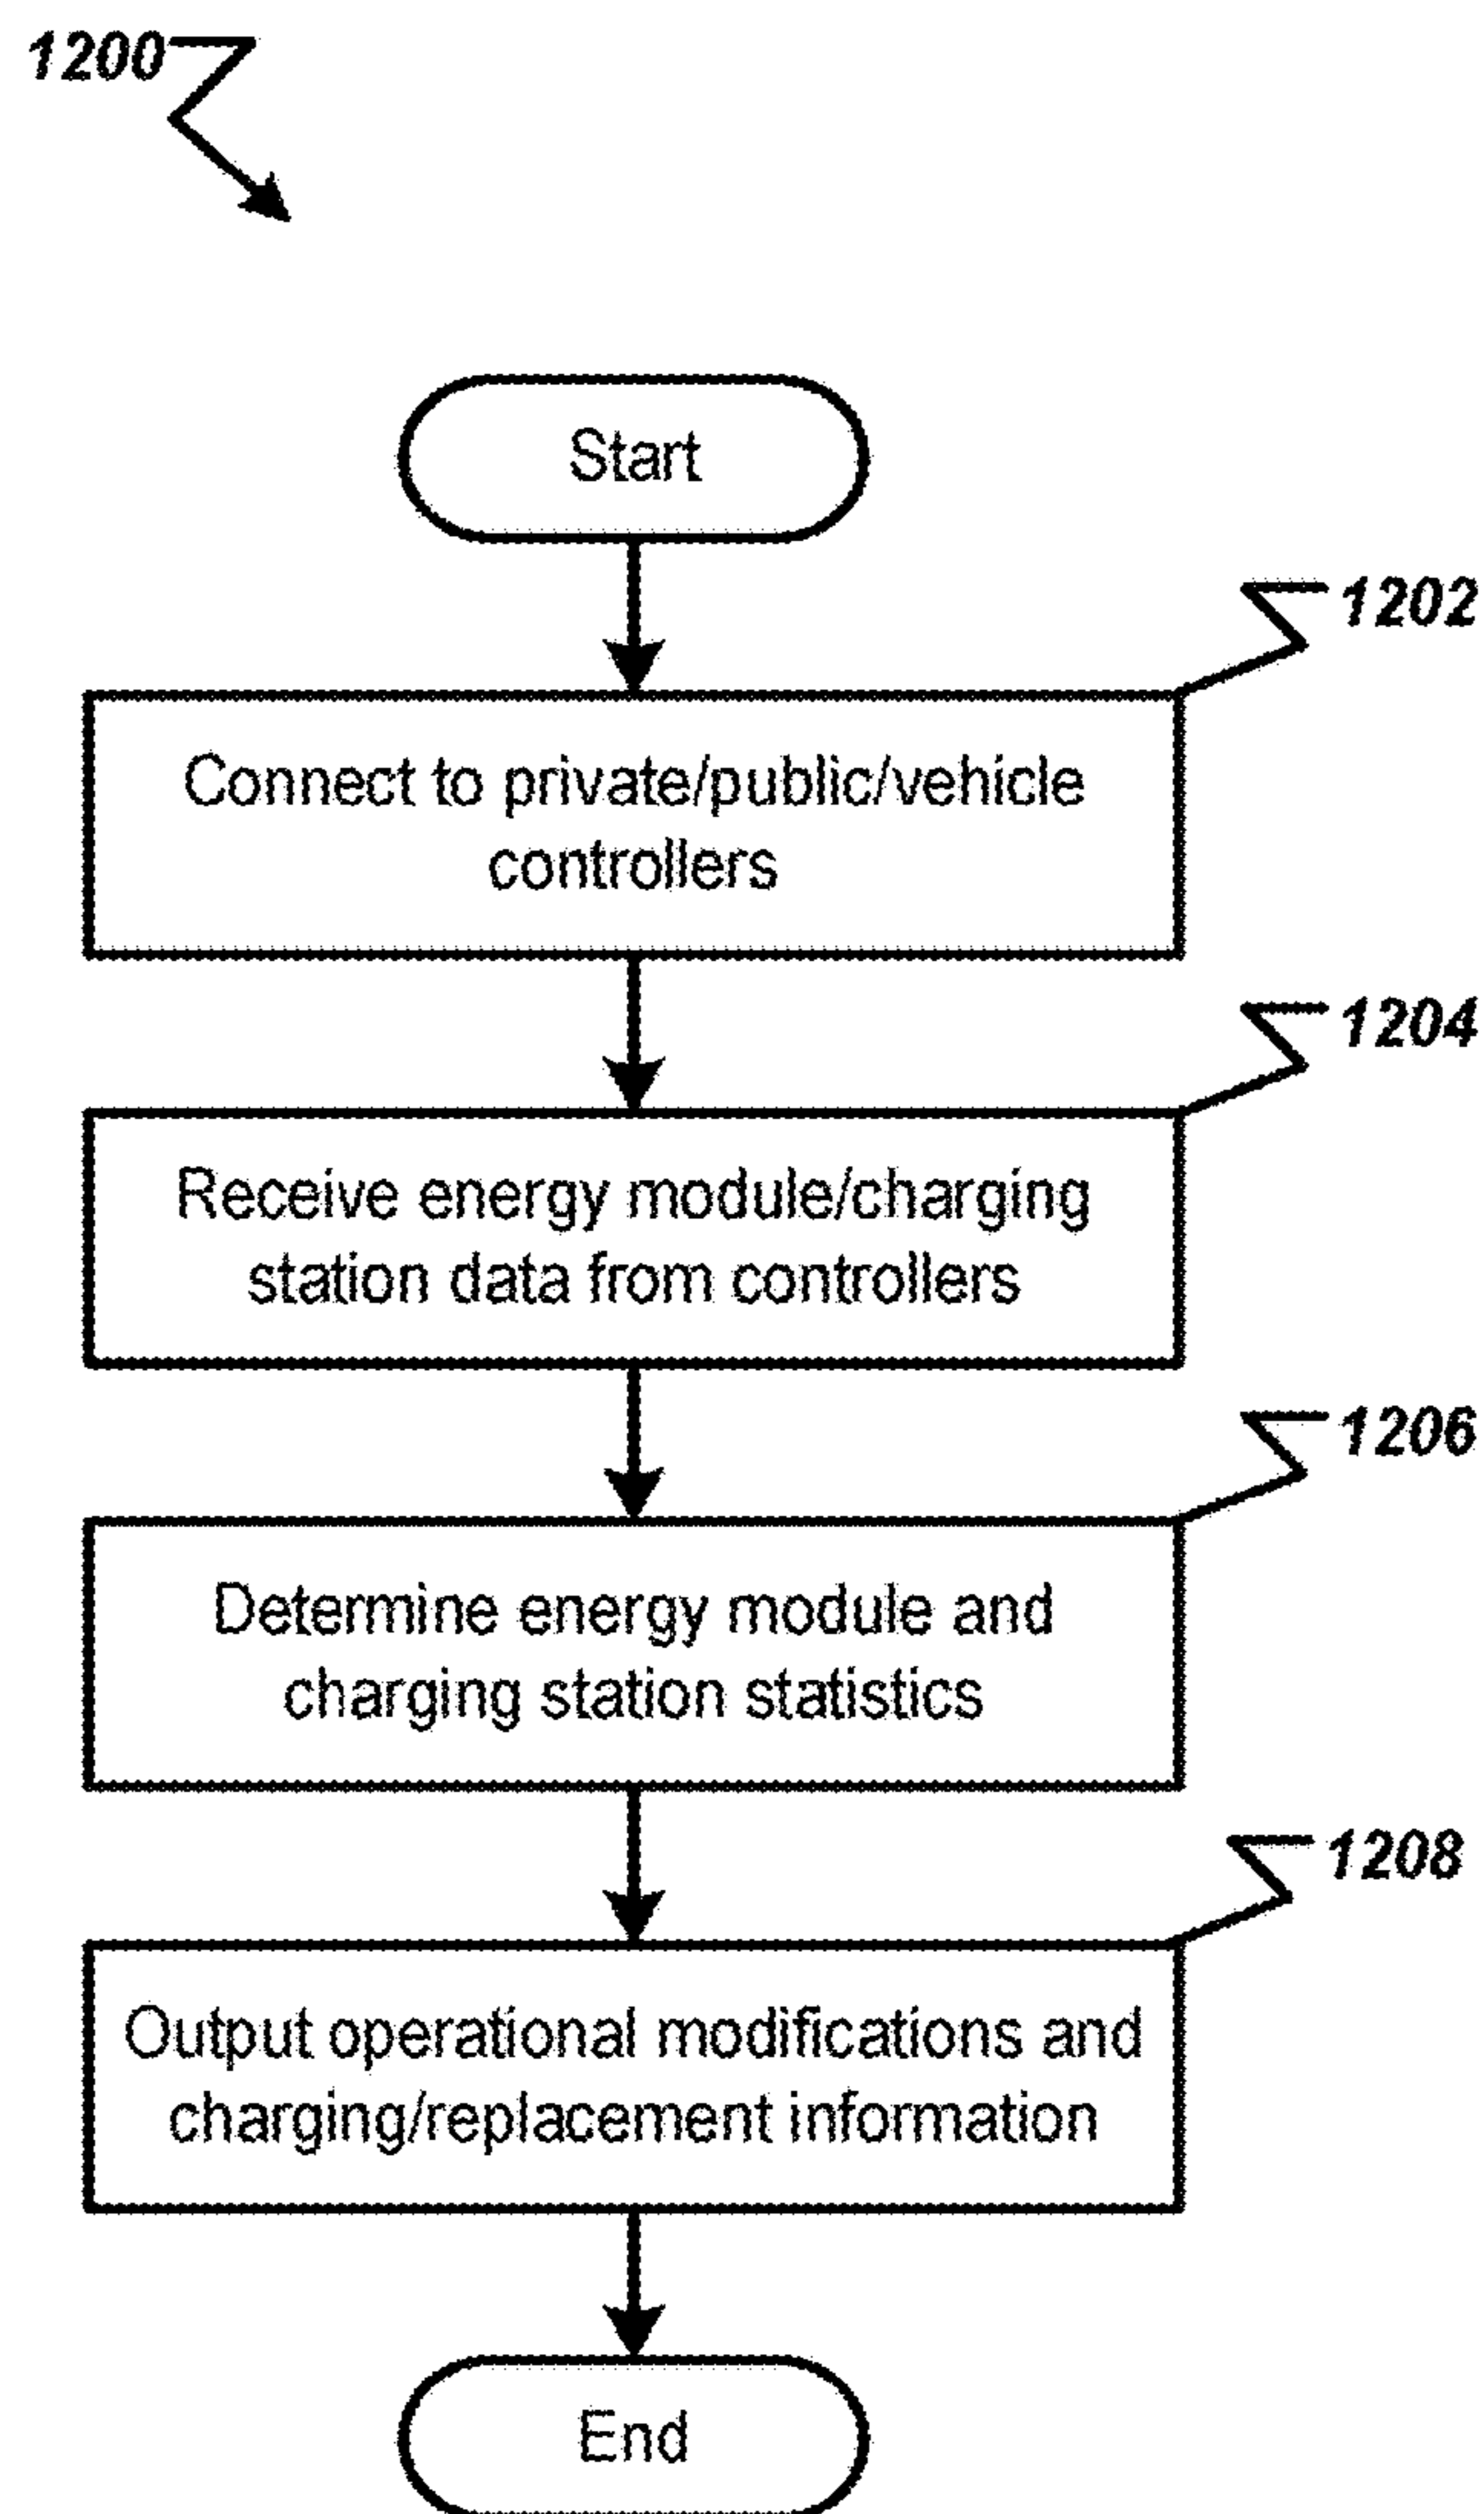 1200
Start
1202
Connect to private/public/vehicle
controllers
1204
Receive energy module/charging
station data from controllers
1206
Determine energy module and
charging station statistics
1208
Output operational modifications and
charging/replacement information
End